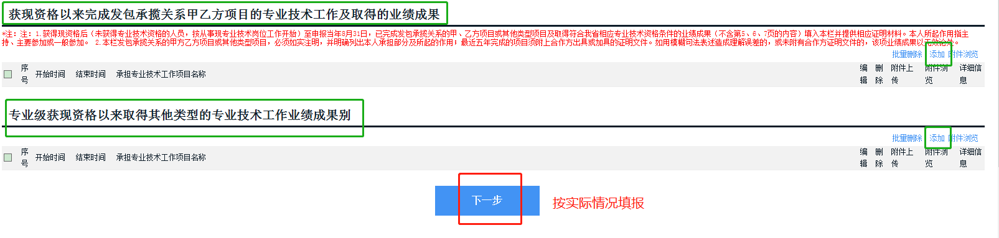 获现资格以来完成发包承揽关系甲乙方项目的专业技术工作及取得的业绩成果
*注：注：1.获得现资格后（未获得专业技术资格的人员，按从事现专业技术岗位工作开始）至申报当年8月31日，已完成发包承揽关系的甲、乙方项目或其他类型项目及取得符合我省相应专业技术资格条件的业绩成果（不含第5、6、7页的内容）填入本栏并提供相应证明材料。本人所起作用指主
持、主要参加或一般参加。 2.本栏发包承揽关系的甲方乙方项目或其他类型项目，必须如实注明，并明确列出本人承担部分及所起的作用；最近五年完成的项目须附上合作方出具或加具的证明文件。如用模糊句法表述造成理解误差的，或未附有合作方证明文件的，该项业绩成果以无效论处。
批量删除 添加 附件浏览
序号 开始时间 结束时间 承担专业技术工作项目名称 编辑 删除 附件上传 附件浏览 详细信息
专业级获现资格以来取得其他类型的专业技术工作业绩成果别
批量删除 添加 附件浏览
序号 开始时间 结束时间 承担专业技术工作项目名称 编辑 删除 附件上传 附件浏览 详细信息
下一步 按实际情况填报